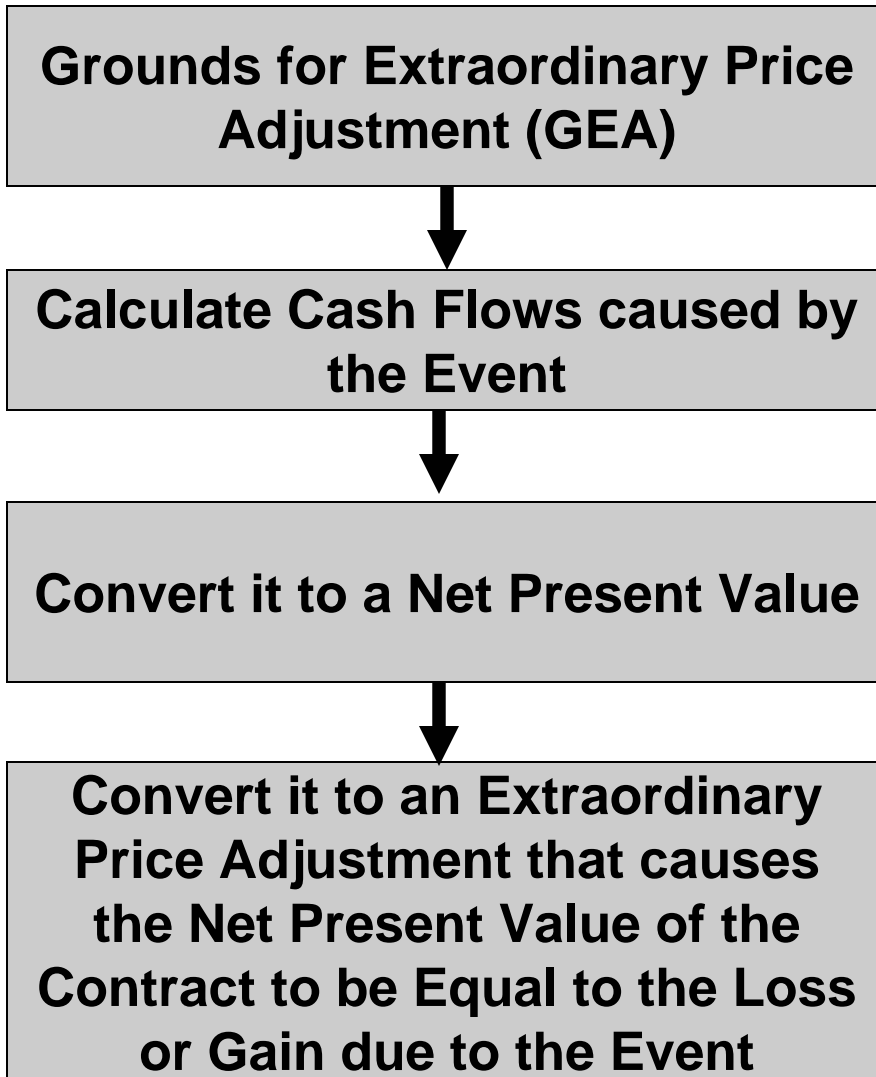 Grounds for Extraordinary Price
Adjustment (GEA)
Calculate Cash Flows caused by
the Event
Convert it to a Net Present Value
Convert it to an Extraordinary
Price Adjustment that causes
the Net Present Value of the
Contract to be Equal to the Loss
or Gain due to the Event